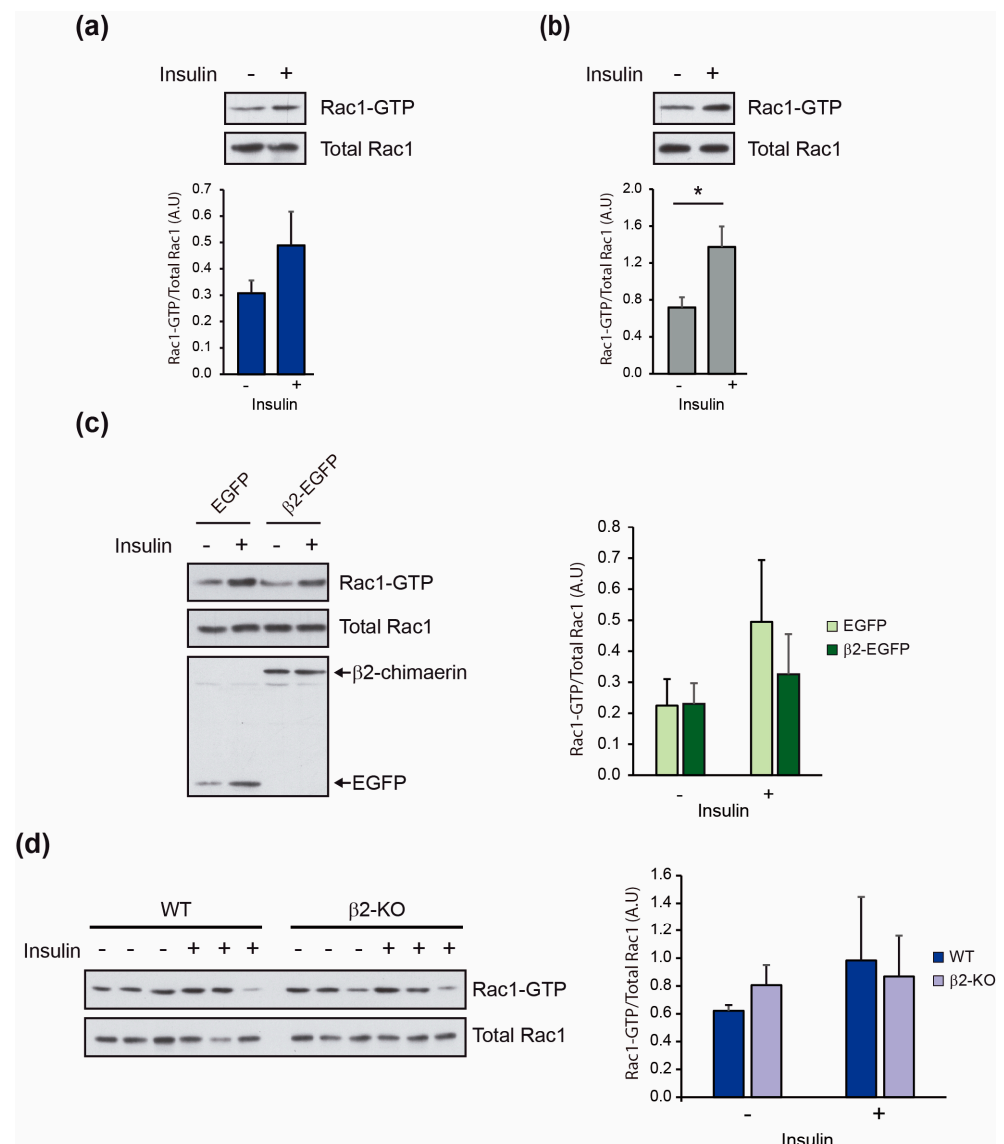 (a)
Insulin - +
Rac1-GTP
Total Rac1
Rac1-GTP/Total Rac1 (A.U)
0.7
0.6
0.5
0.4
0.3
0.2
0.1
0.0
- +
Insulin
(b)
Insulin - +
Rac1-GTP
Total Rac1
Rac1-GTP/Total Rac1 (A.U)
2.0
1.6
1.2
0.8
0.4
0.0
*
- +
Insulin
(c)
EGFP β2-EGFP
Insulin - + - +
Rac1-GTP
Total Rac1
β2-chimaerin
EGFP
Rac1-GTP/Total Rac1 (A.U)
0.8
0.7
0.6
0.5
0.4
0.3
0.2
0.1
0.0
- +
Insulin
EGFP
β2-EGFP
(d)
WT β2-KO
Insulin - - - + + + - - - + + +
Rac1-GTP
Total Rac1
Rac1-GTP/Total Rac1 (A.U)
1.6
1.4
1.2
1.0
0.8
0.6
0.4
0.2
0.0
- +
Insulin
WT
β2-KO